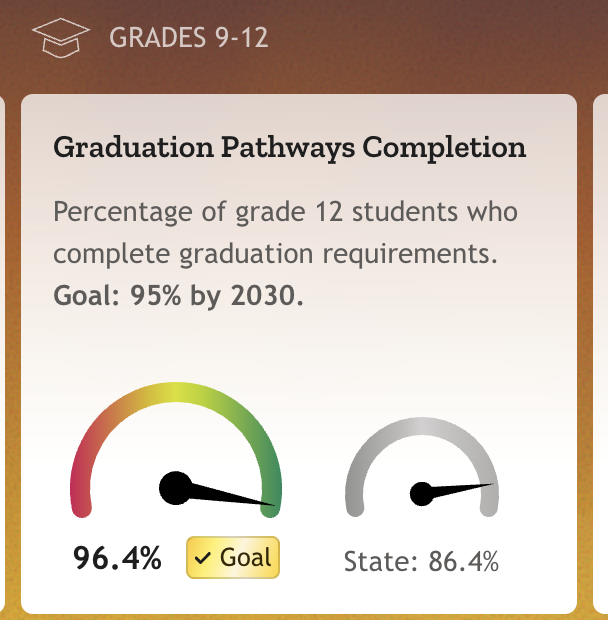 GRADES 9-12
Graduation Pathways Completion
Percentage of grade 12 students who
complete graduation requirements.
Goal: 95% by 2030.
96.4%
✓ Goal
State: 86.4%